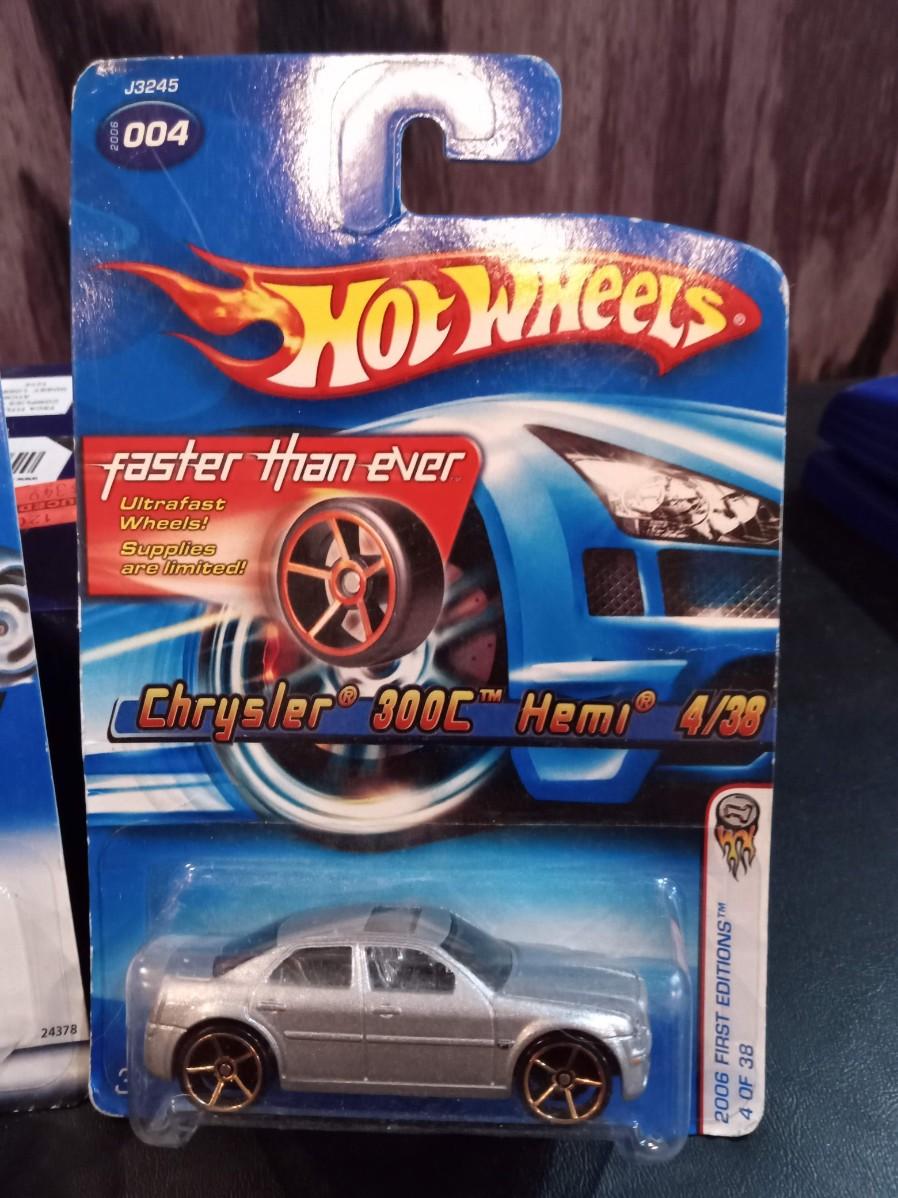 J3245
2006
004
HOT WHEELS®
faster than ever™
Ultrafast
Wheels!
Supplies
are limited!
Chrysler® 300C™ Hemi® 4/38
2006 FIRST EDITIONS™
4 OF 38
24378